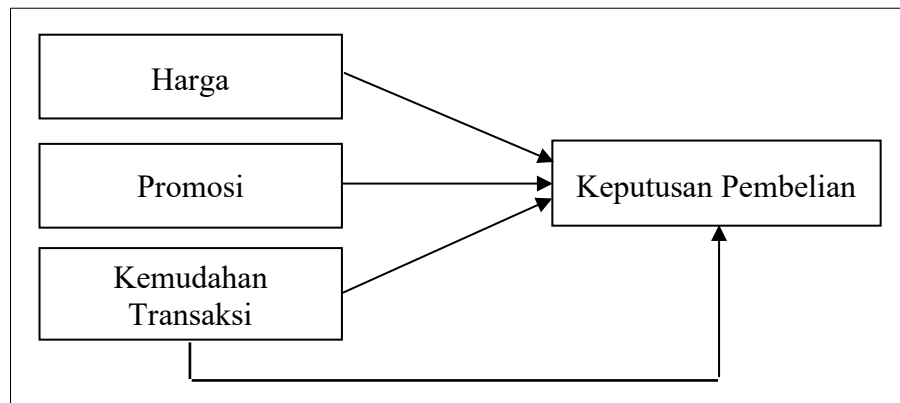 Harga
Promosi
Keputusan Pembelian
Kemudahan
Transaksi